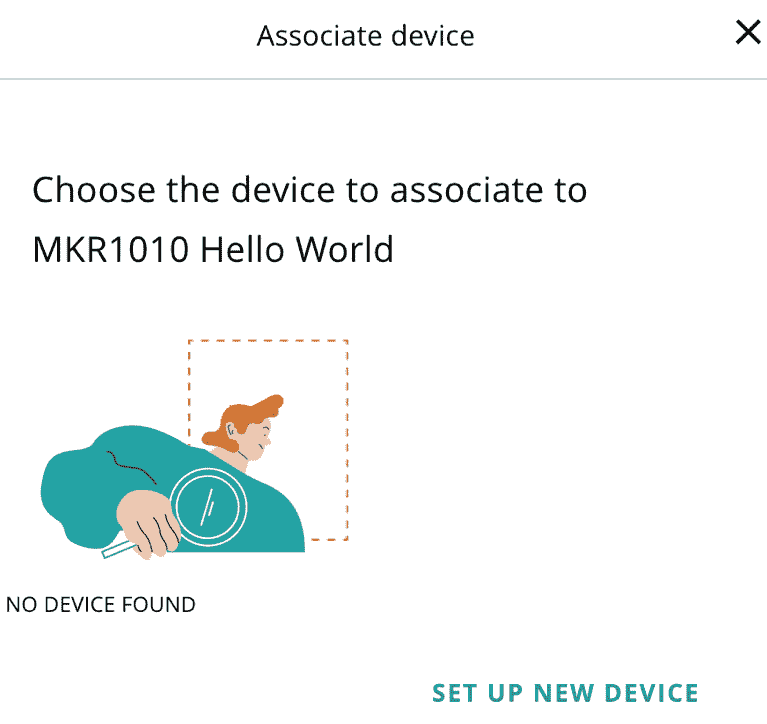 Associate device
Choose the device to associate to
MKR1010 Hello World
NO DEVICE FOUND
SET UP NEW DEVICE